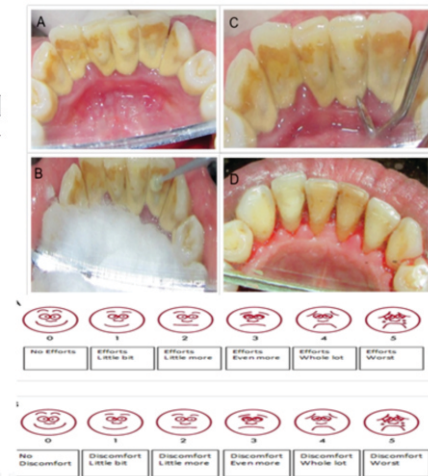 A
C
B
D
0
1
2
3
4
5
No Efforts
Efforts
Little bit
Efforts
Little more
Efforts
Even more
Efforts
Whole lot
Efforts
Worst
0
1
2
3
4
5
No
Discomfort
Discomfort
Little bit
Discomfort
Little more
Discomfort
Even more
Discomfort
Whole lot
Discomfort
Worst